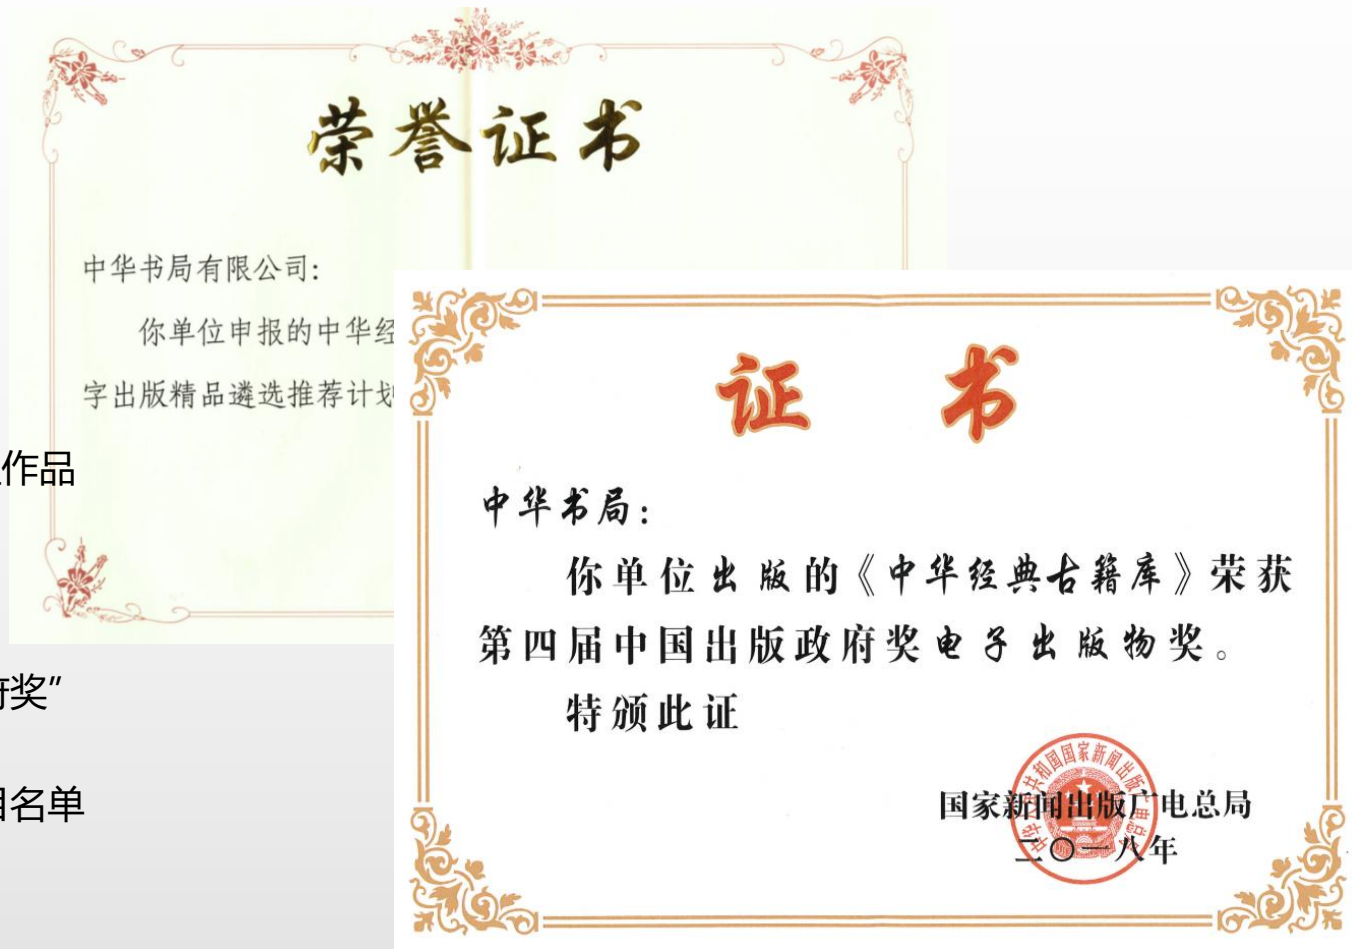 荣誉证书
中华书局有限公司:
你单位申报的中华经
字出版精品遴选推荐计划
作品
府奖”
目名单
证 书
中华书局:
你单位出版的《中华经典古籍库》荣获
第四届中国出版政府奖电子出版物奖。
特颁此证
国家新闻出版广电总局
二〇一八年